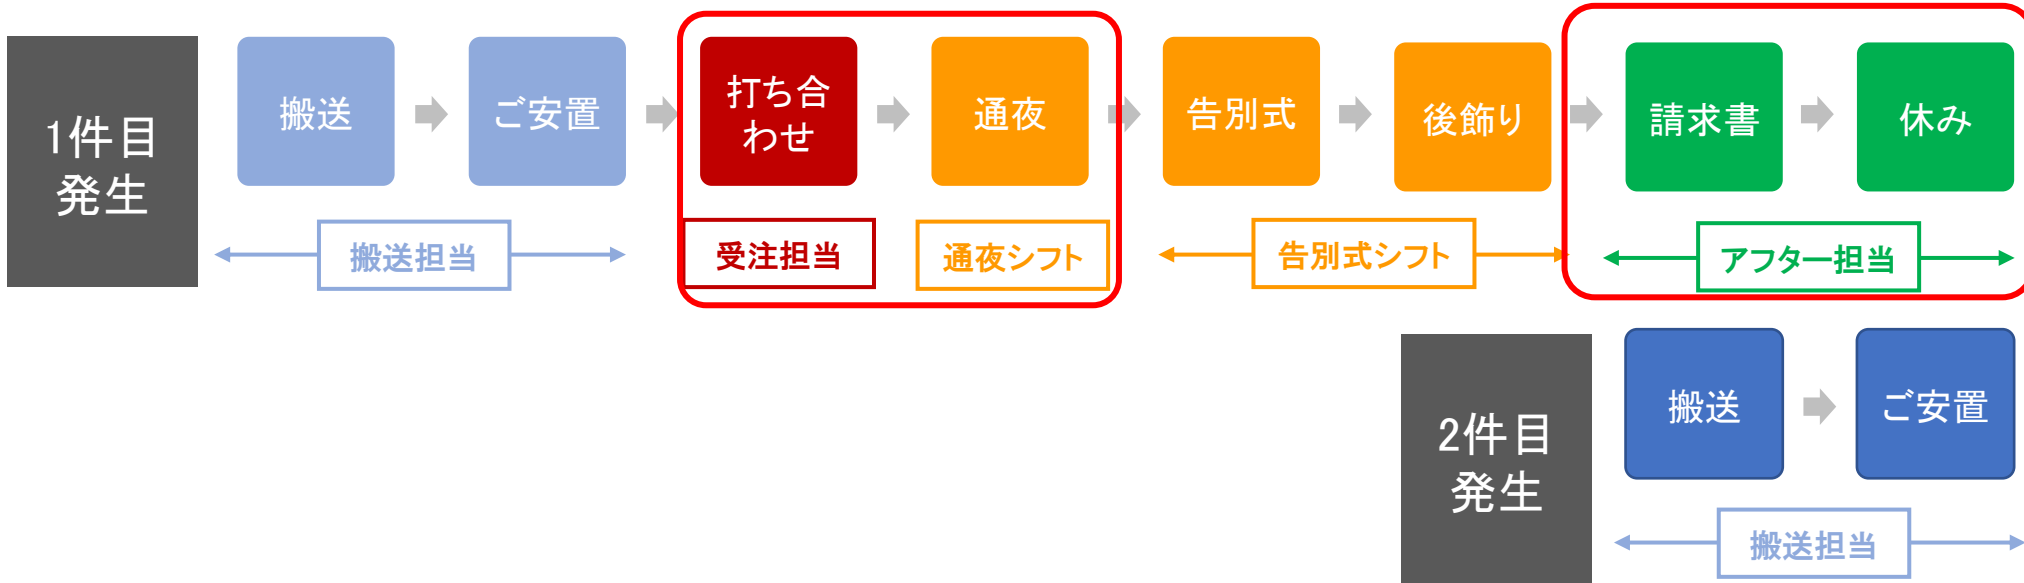 1件目
発生
搬送
ご安置
打ち合
わせ
通夜
告別式
後飾り
請求書
休み
搬送担当
受注担当
通夜シフト
告別式シフト
アフター担当
2件目
発生
搬送
ご安置
搬送担当